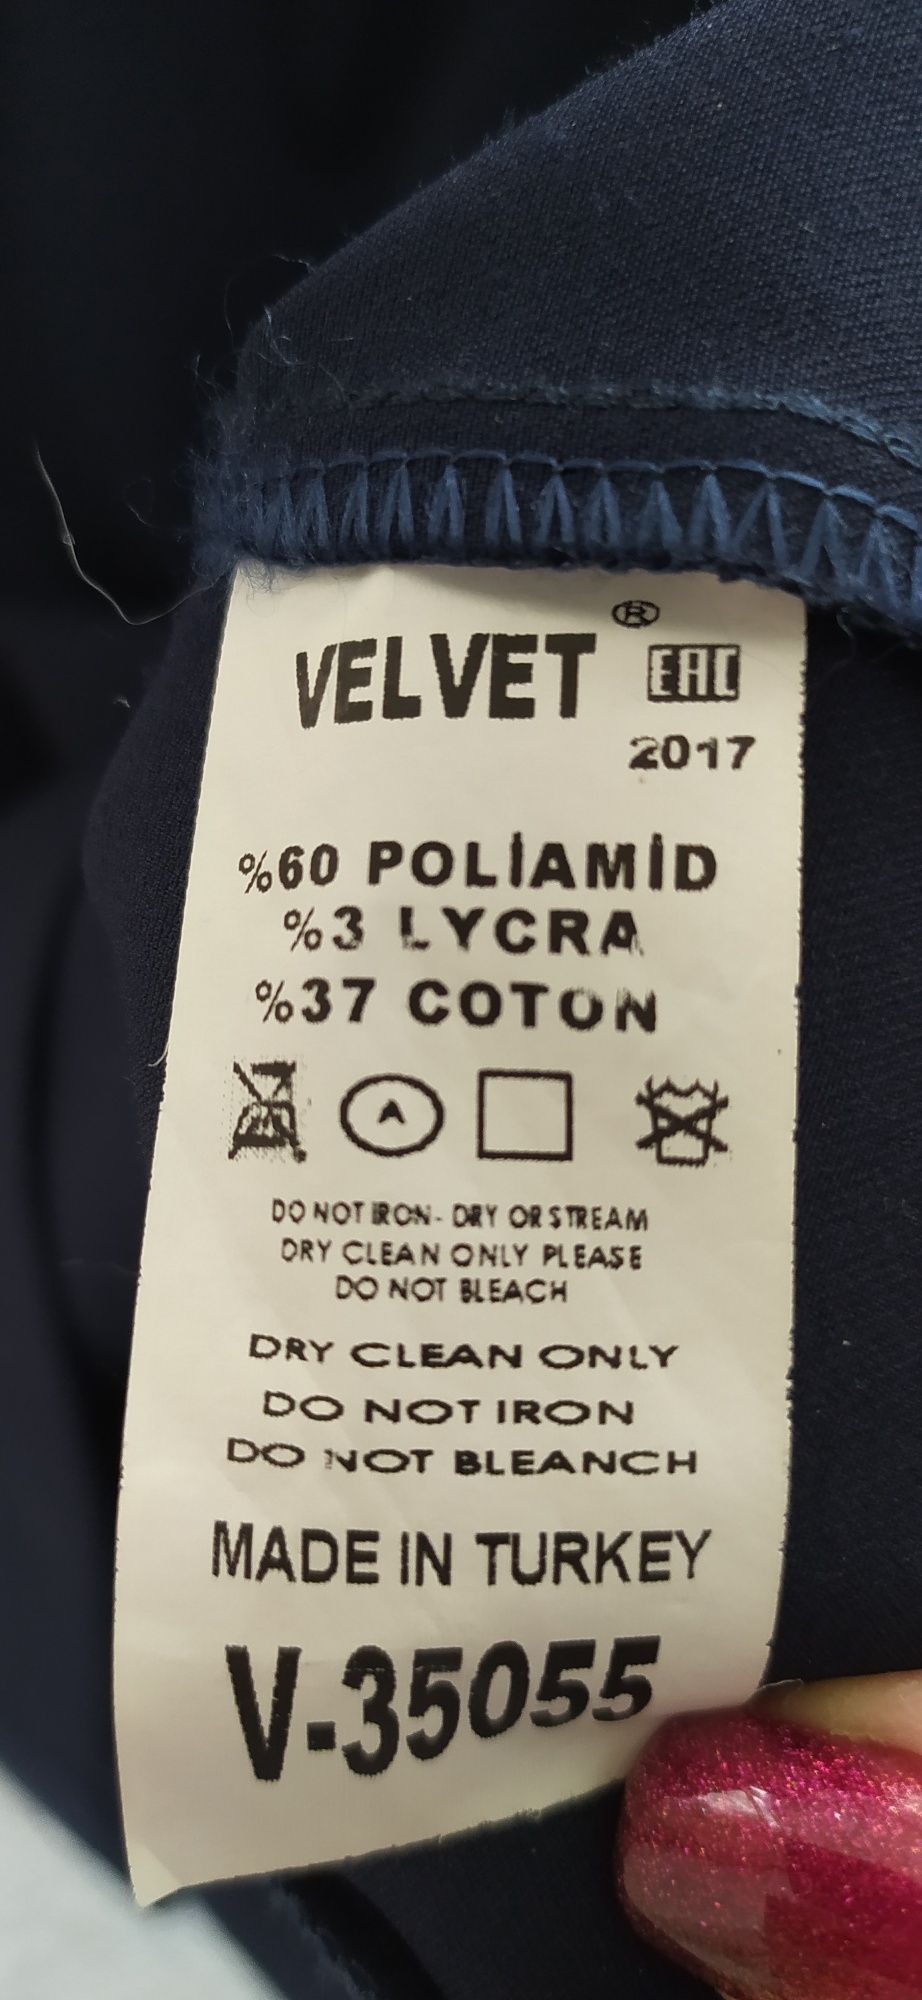 VELVET ® EAC
2017
%60 POLİAMİD
%3 LYCRA
%37 COTON
A
DO NOT IRON - DRY OR STREAM
DRY CLEAN ONLY PLEASE
DO NOT BLEACH
DRY CLEAN ONLY
DO NOT IRON
DO NOT BLEANCH
MADE IN TURKEY
V-35055